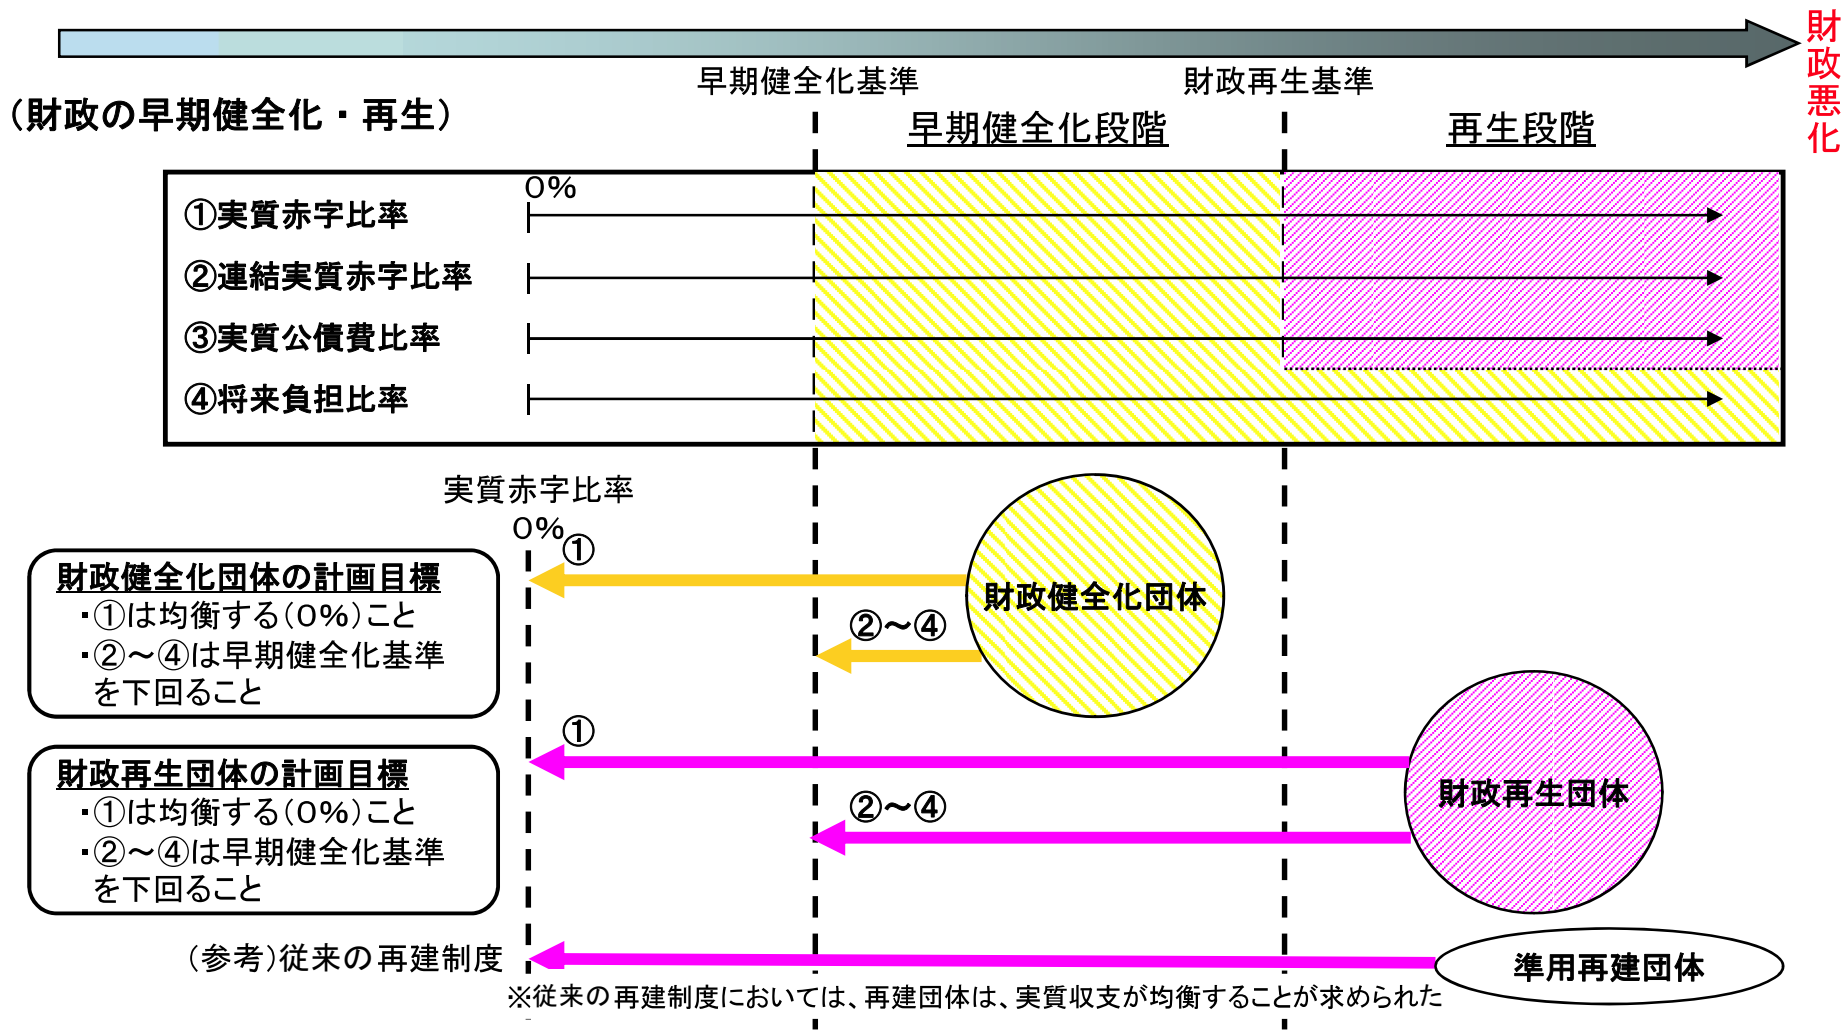 財政悪化
早期健全化基準
財政再生基準
（財政の早期健全化・再生）
早期健全化段階
再生段階
0%
①実質赤字比率
②連結実質赤字比率
③実質公債費比率
④将来負担比率
実質赤字比率
0%
①
財政健全化団体の計画目標
・①は均衡する（0%）こと
・②～④は早期健全化基準
を下回ること
財政健全化団体
②～④
①
財政再生団体の計画目標
・①は均衡する（0%）こと
・②～④は早期健全化基準
を下回ること
②～④
財政再生団体
（参考）従来の再建制度
準用再建団体
※従来の再建制度においては、再建団体は、実質収支が均衡することが求められた